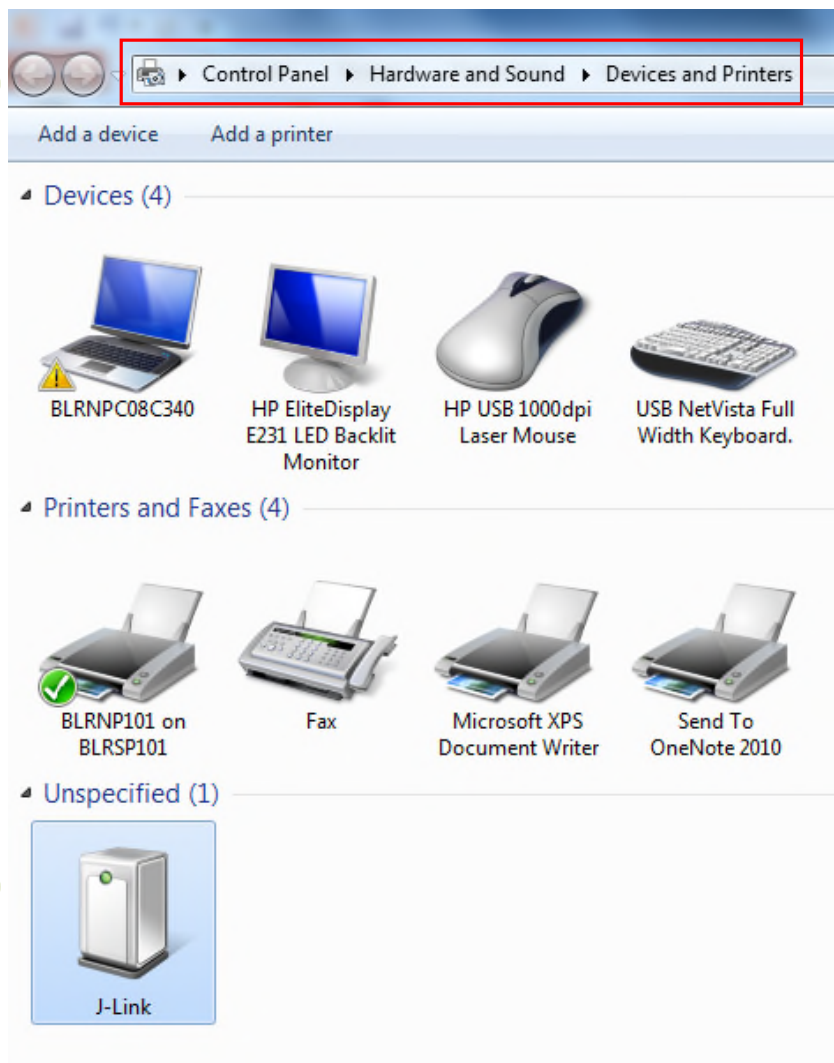 Control Panel ▸ Hardware and Sound ▸ Devices and Printers
Add a device Add a printer
Devices (4)
BLRNPC08C340
HP EliteDisplay
E231 LED Backlit
Monitor
HP USB 1000dpi
Laser Mouse
USB NetVista Full
Width Keyboard.
Printers and Faxes (4)
BLRNP101 on
BLRSP101
Fax
Microsoft XPS
Document Writer
Send To
OneNote 2010
Unspecified (1)
J-Link